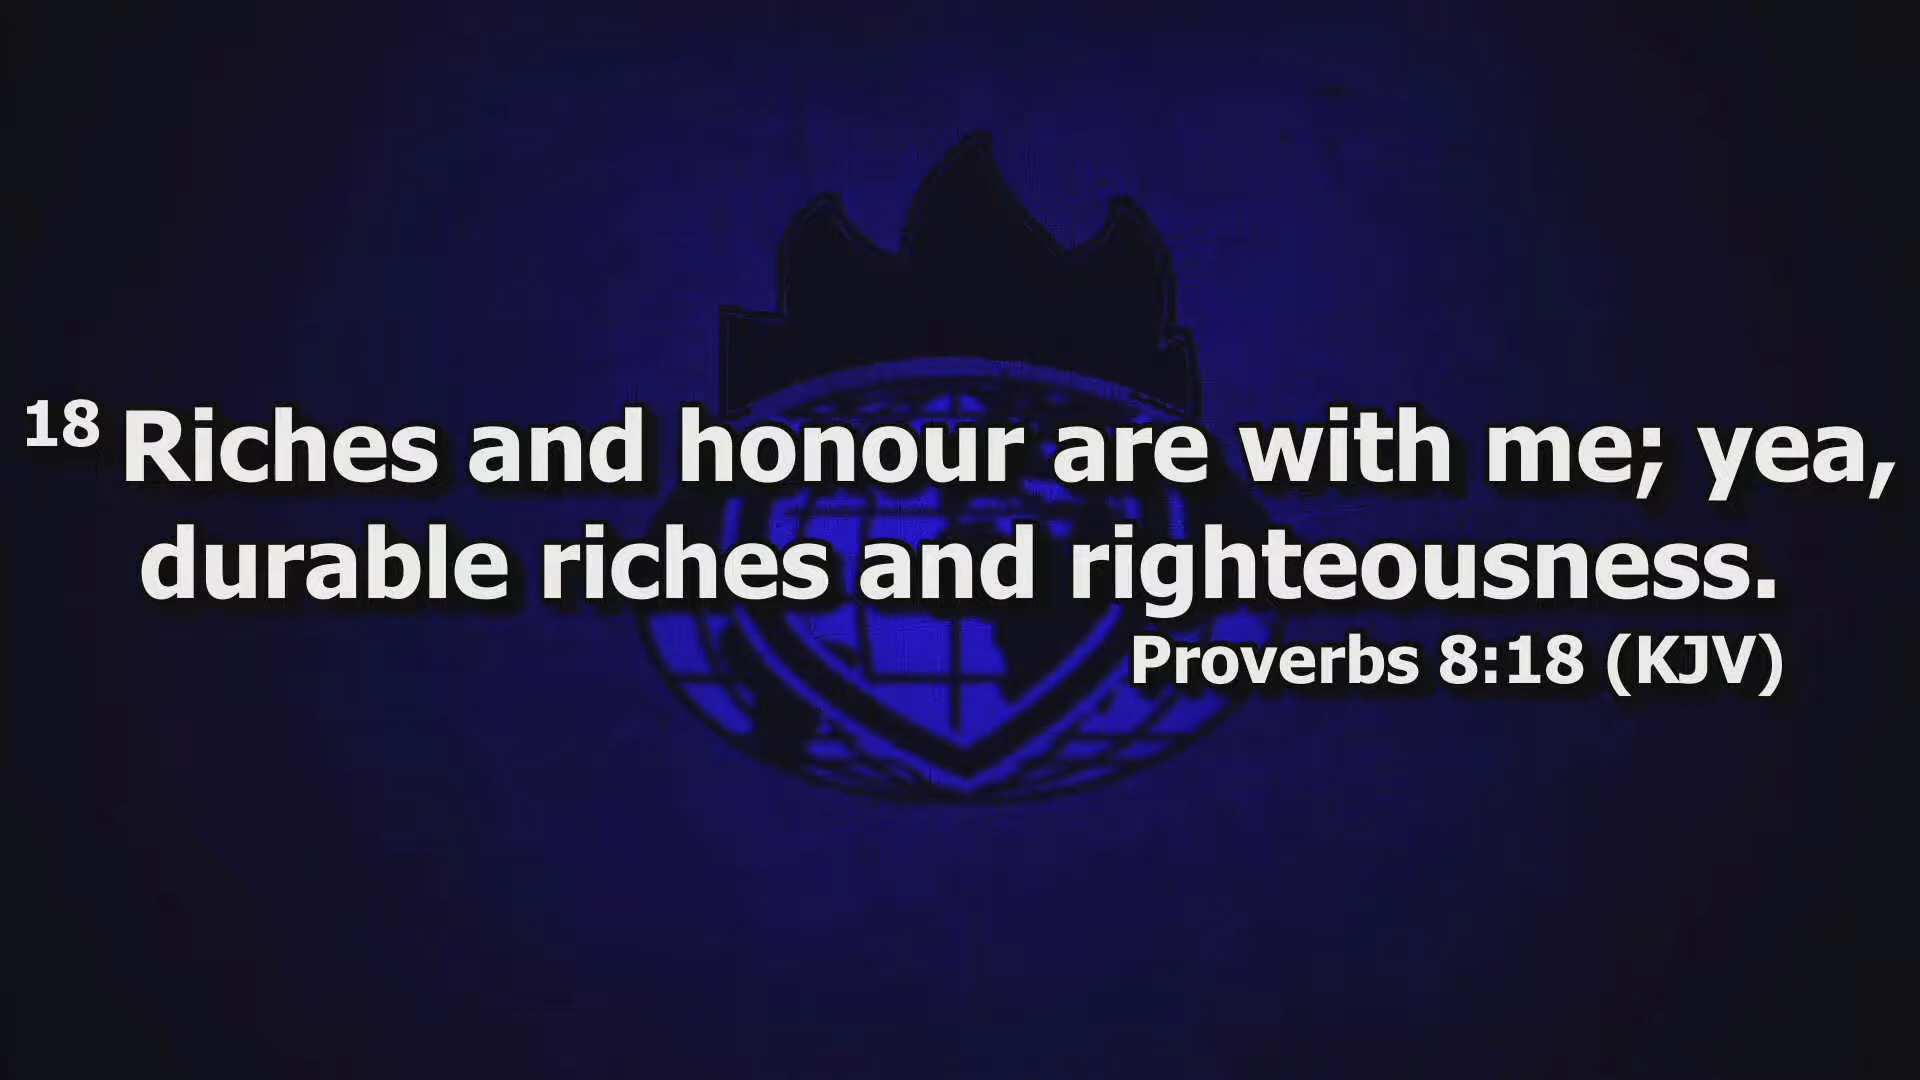 18 Riches and honour are with me; yea,
durable riches and righteousness.
Proverbs 8:18 (KJV)